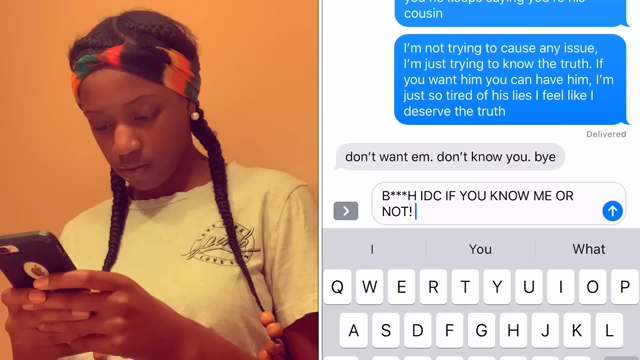 you he keeps saying you're his
cousin
I'm not trying to cause any issue,
I'm just trying to know the truth. If
you want him you can have him, I'm
just so tired of his lies I feel like I
deserve the truth
Delivered
don't want em. don't know you. bye
B***H IDC IF YOU KNOW ME OR
NOT!
I You What
Q W E R T Y U I O P
A S D F G H J K L